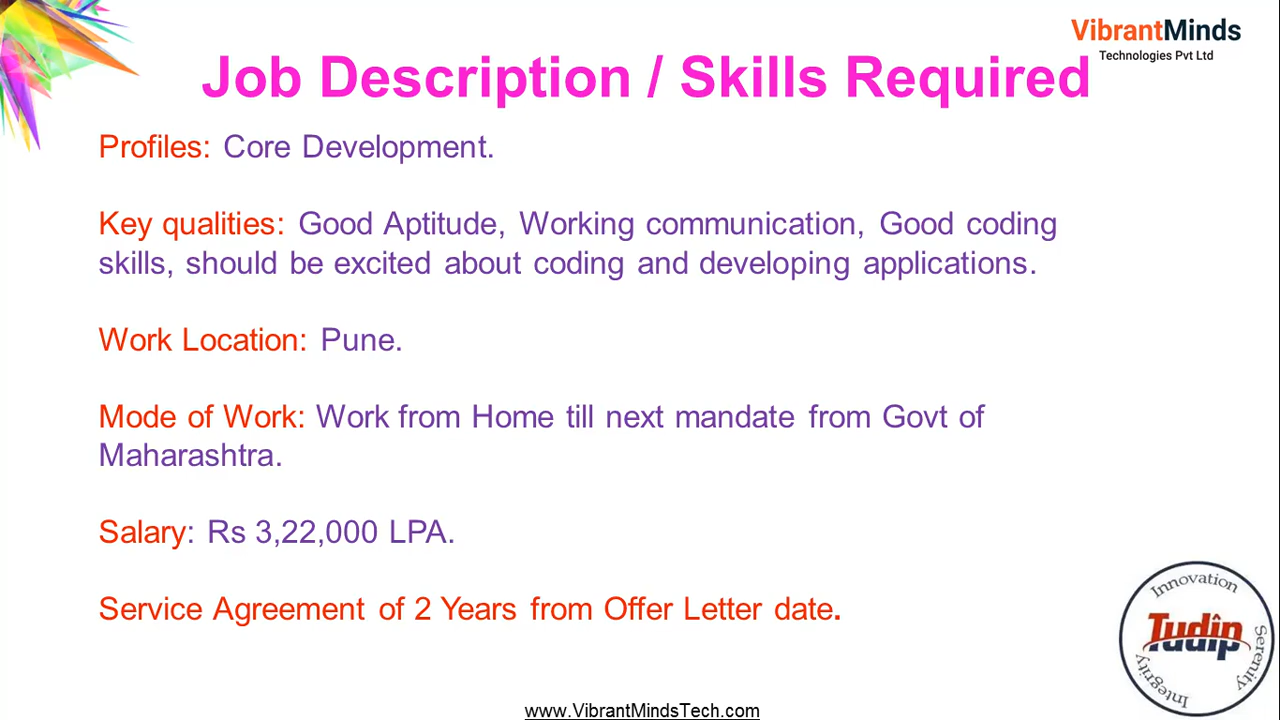 VibrantMinds
Technologies Pvt Ltd
Job Description / Skills Required
Profiles: Core Development.
Key qualities: Good Aptitude, Working communication, Good coding
skills, should be excited about coding and developing applications.
Work Location: Pune.
Mode of Work: Work from Home till next mandate from Govt of
Maharashtra.
Salary: Rs 3,22,000 LPA.
Service Agreement of 2 Years from Offer Letter date.
Innovation
Tudip
Serenity
Integrity
www.VibrantMindsTech.com